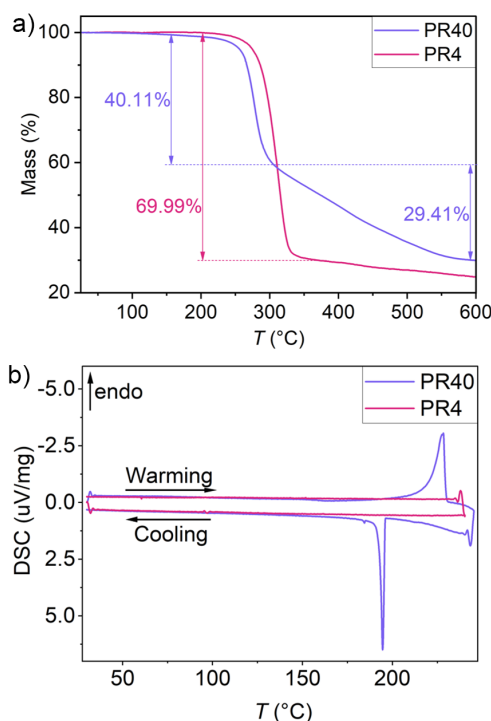 a)
PR40
PR4
100
80
60
40
20
Mass (%)
40.11%
69.99%
29.41%
100
200
300
400
500
600
T (°C)
b)
endo
PR40
PR4
-5.0
-2.5
0.0
2.5
5.0
DSC (uV/mg)
Warming
Cooling
50
100
150
200
T (°C)